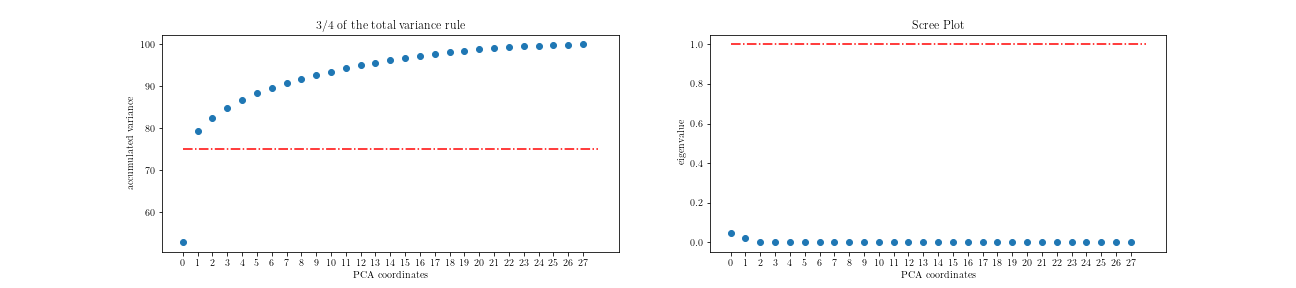 3/4 of the total variance rule
100
90
80
70
60
accumulated variance
0 1 2 3 4 5 6 7 8 9 10 11 12 13 14 15 16 17 18 19 20 21 22 23 24 25 26 27
PCA coordinates
Scree Plot
1.0
0.8
0.6
0.4
0.2
0.0
eigenvalue
0 1 2 3 4 5 6 7 8 9 10 11 12 13 14 15 16 17 18 19 20 21 22 23 24 25 26 27
PCA coordinates